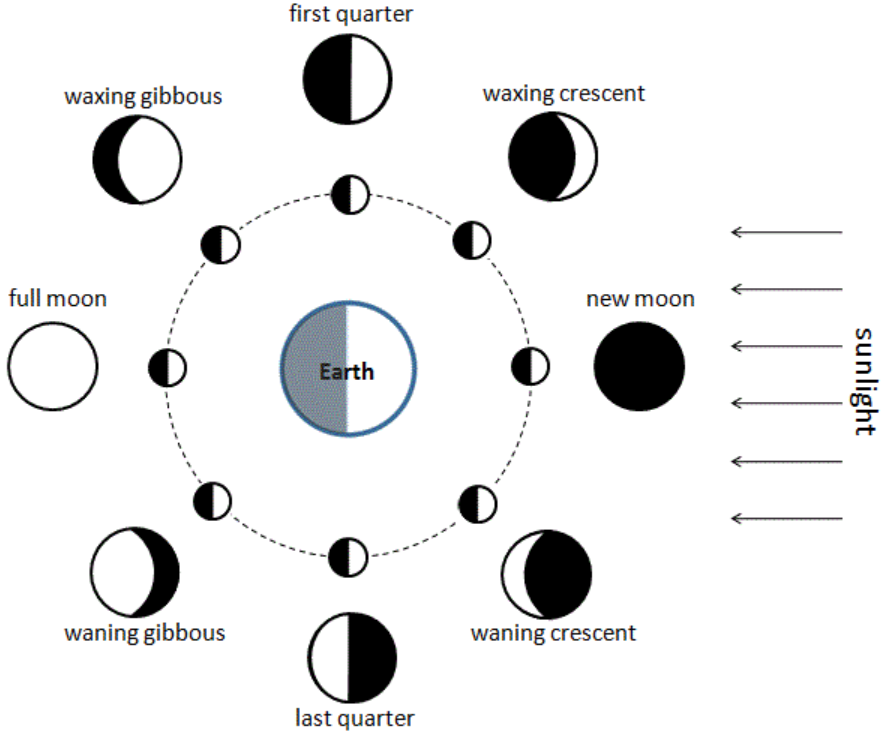 first quarter
waxing gibbous
waxing crescent
full moon
new moon
Earth
sunlight
waning gibbous
waning crescent
last quarter